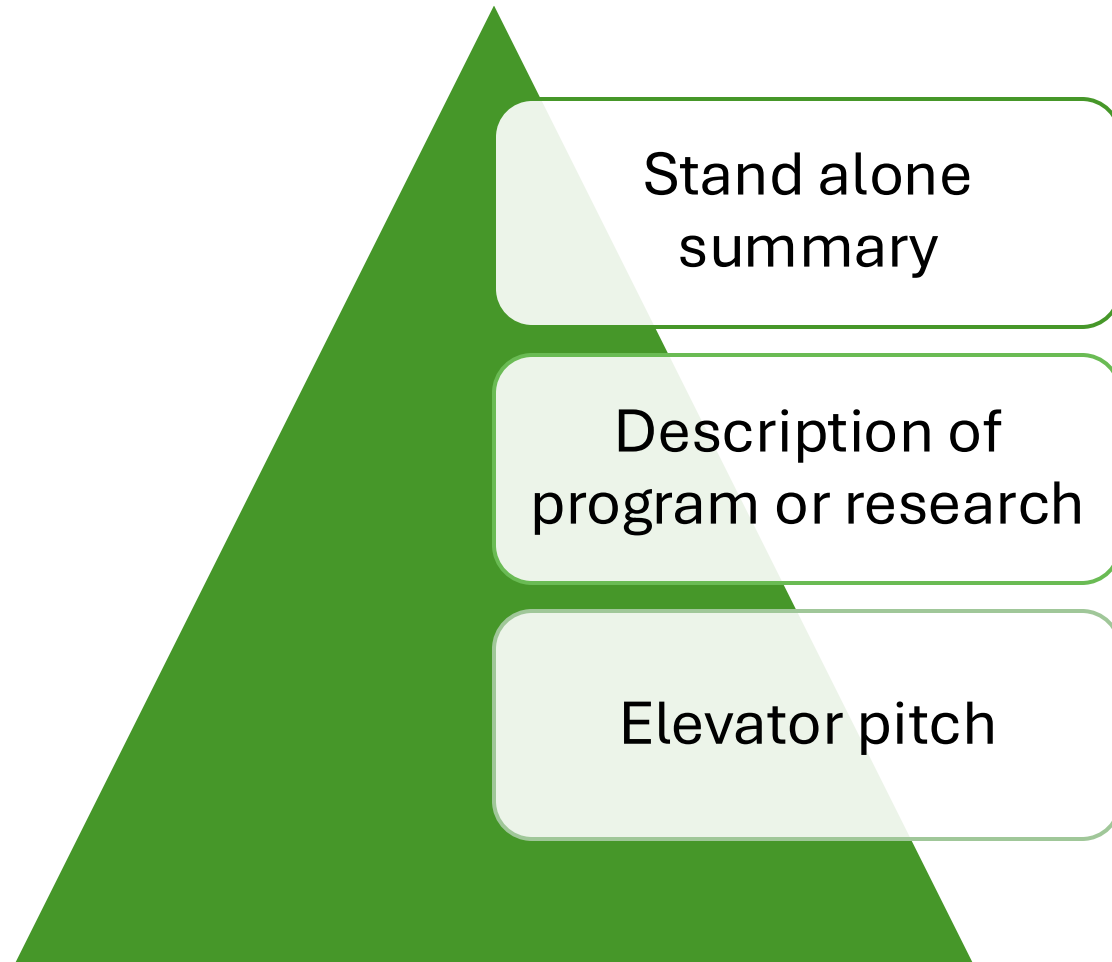 Stand alone
summary
Description of
program or research
Elevator pitch